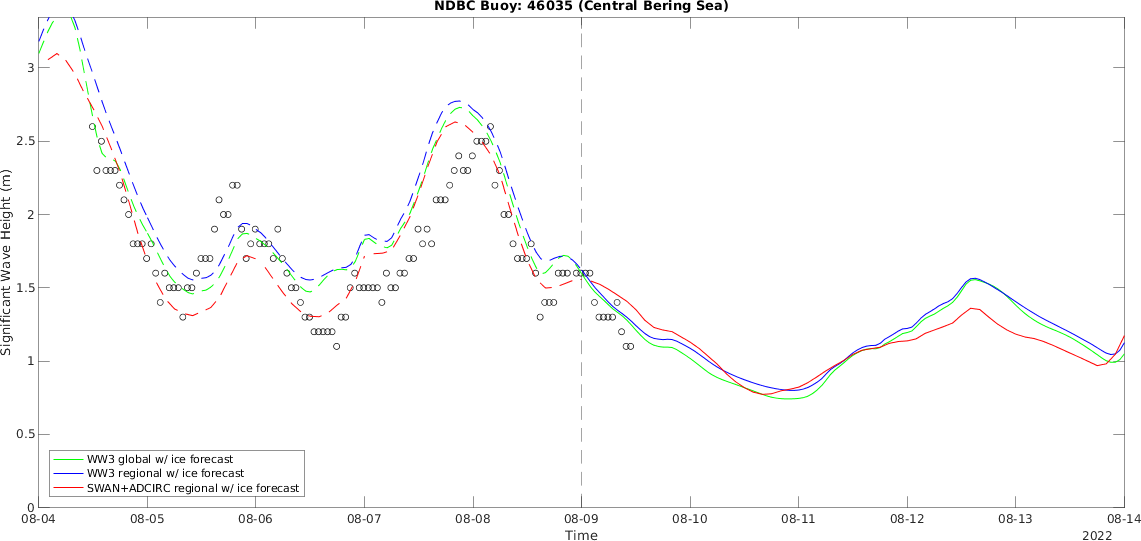 NDBC Buoy: 46035 (Central Bering Sea)
Significant Wave Height (m)
3
2.5
2
1.5
1
0.5
0
WW3 global w/ ice forecast
WW3 regional w/ ice forecast
SWAN+ADCIRC regional w/ ice forecast
08-04 08-05 08-06 08-07 08-08 08-09 08-10 08-11 08-12 08-13 08-14
Time
2022